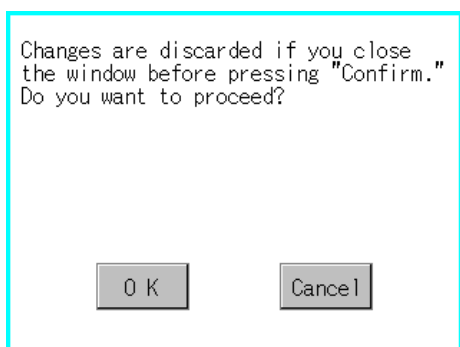 Changes are discarded if you close
the window before pressing "Confirm."
Do you want to proceed?
O K
Cancel